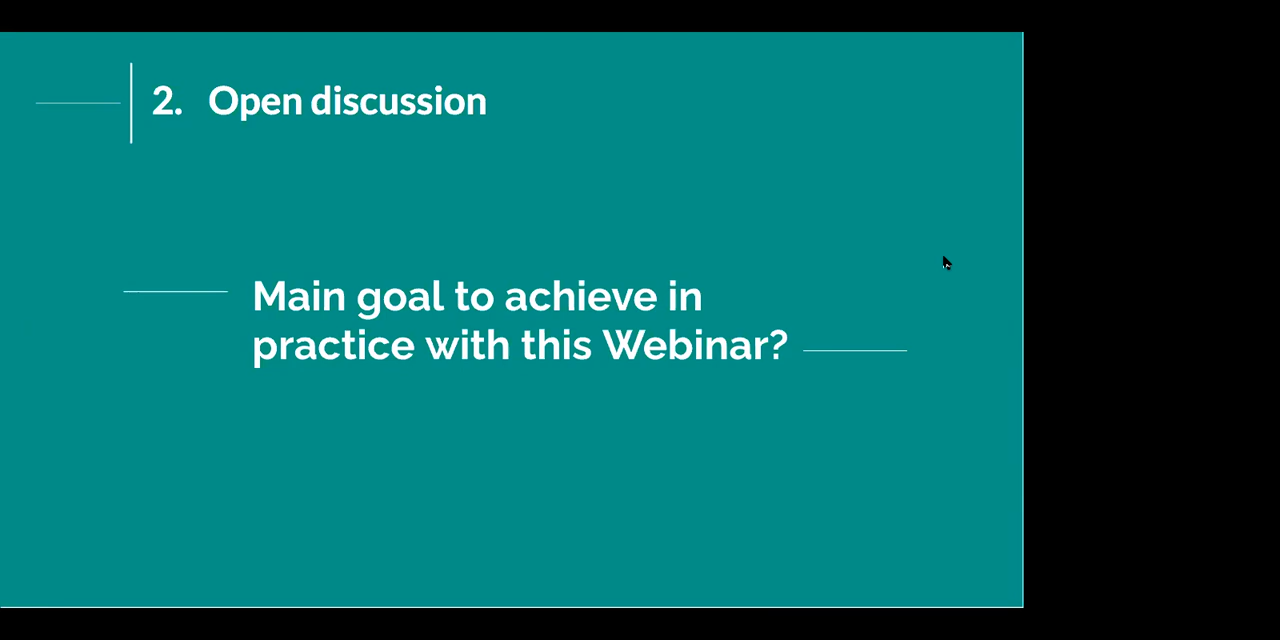 2. Open discussion
Main goal to achieve in
practice with this Webinar?